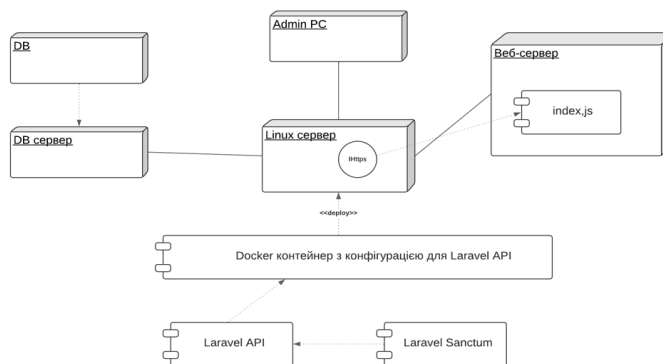 Admin PC
DB
Веб-сервер
index,js
DB сервер
Linux сервер
IHttps
<<deploy>>
Docker контейнер з конфігурацією для Laravel API
Laravel API
Laravel Sanctum